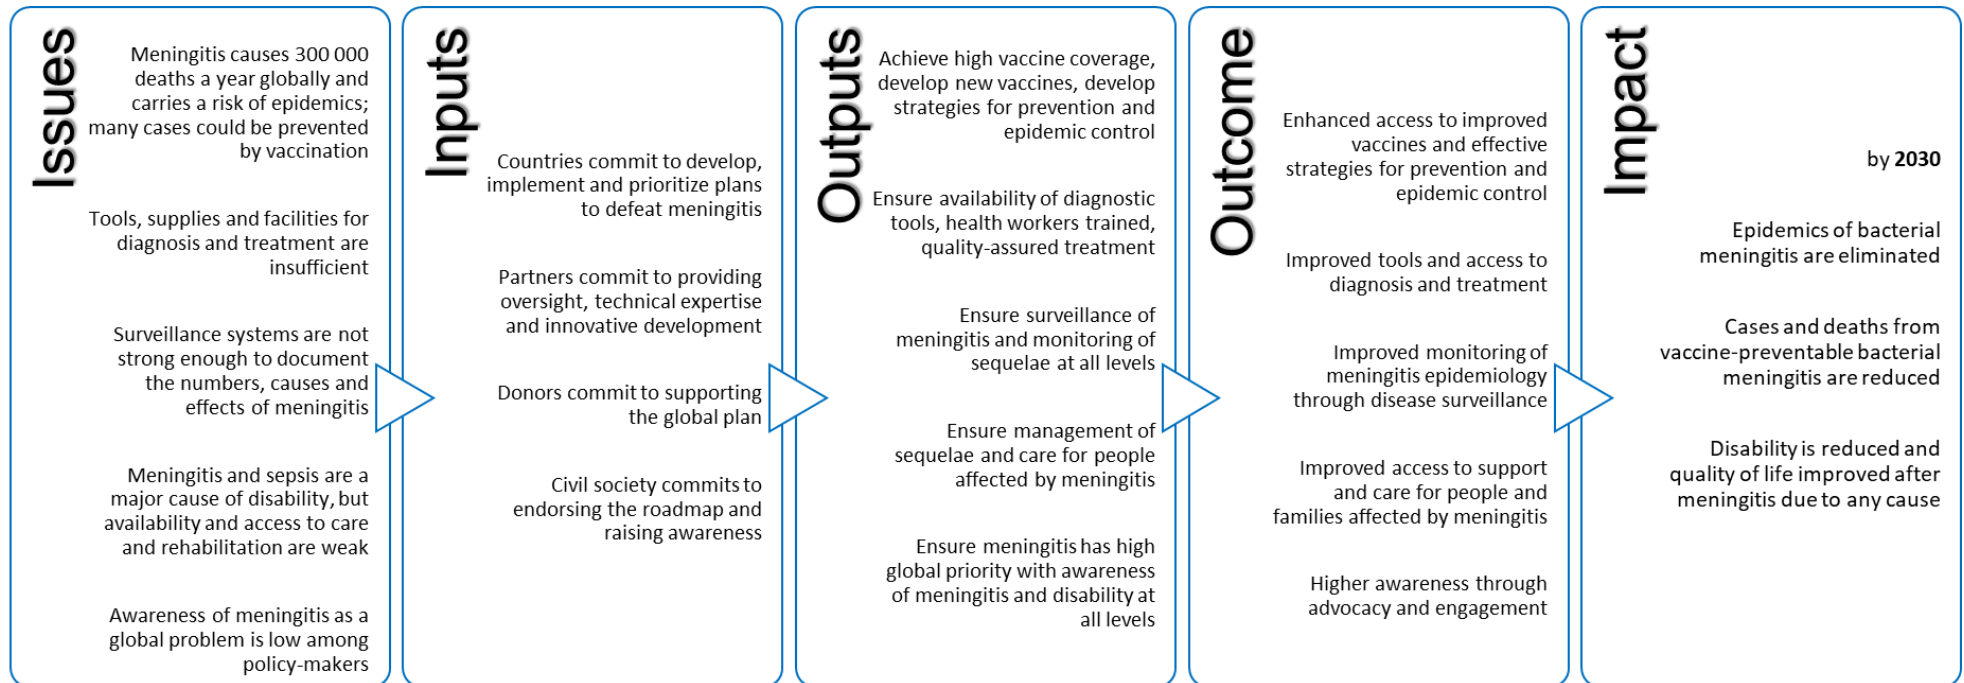 Issues
Meningitis causes 300 000
deaths a year globally and
carries a risk of epidemics;
many cases could be prevented
by vaccination
Tools, supplies and facilities for
diagnosis and treatment are
insufficient
Surveillance systems are not
strong enough to document
the numbers, causes and
effects of meningitis
Meningitis and sepsis are a
major cause of disability, but
availability and access to care
and rehabilitation are weak
Awareness of meningitis as a
global problem is low among
policy-makers
Inputs
Countries commit to develop,
implement and prioritize plans
to defeat meningitis
Partners commit to providing
oversight, technical expertise
and innovative development
Donors commit to supporting
the global plan
Civil society commits to
endorsing the roadmap and
raising awareness
Outputs
Achieve high vaccine coverage,
develop new vaccines, develop
strategies for prevention and
epidemic control
Ensure availability of diagnostic
tools, health workers trained,
quality-assured treatment
Ensure surveillance of
meningitis and monitoring of
sequelae at all levels
Ensure management of
sequelae and care for people
affected by meningitis
Ensure meningitis has high
global priority with awareness
of meningitis and disability at
all levels
Outcome
Enhanced access to improved
vaccines and effective
strategies for prevention and
epidemic control
Improved tools and access to
diagnosis and treatment
Improved monitoring of
meningitis epidemiology
through disease surveillance
Improved access to support
and care for people and
families affected by meningitis
Higher awareness through
advocacy and engagement
Impact
by 2030
Epidemics of bacterial
meningitis are eliminated
Cases and deaths from
vaccine-preventable bacterial
meningitis are reduced
Disability is reduced and
quality of life improved after
meningitis due to any cause